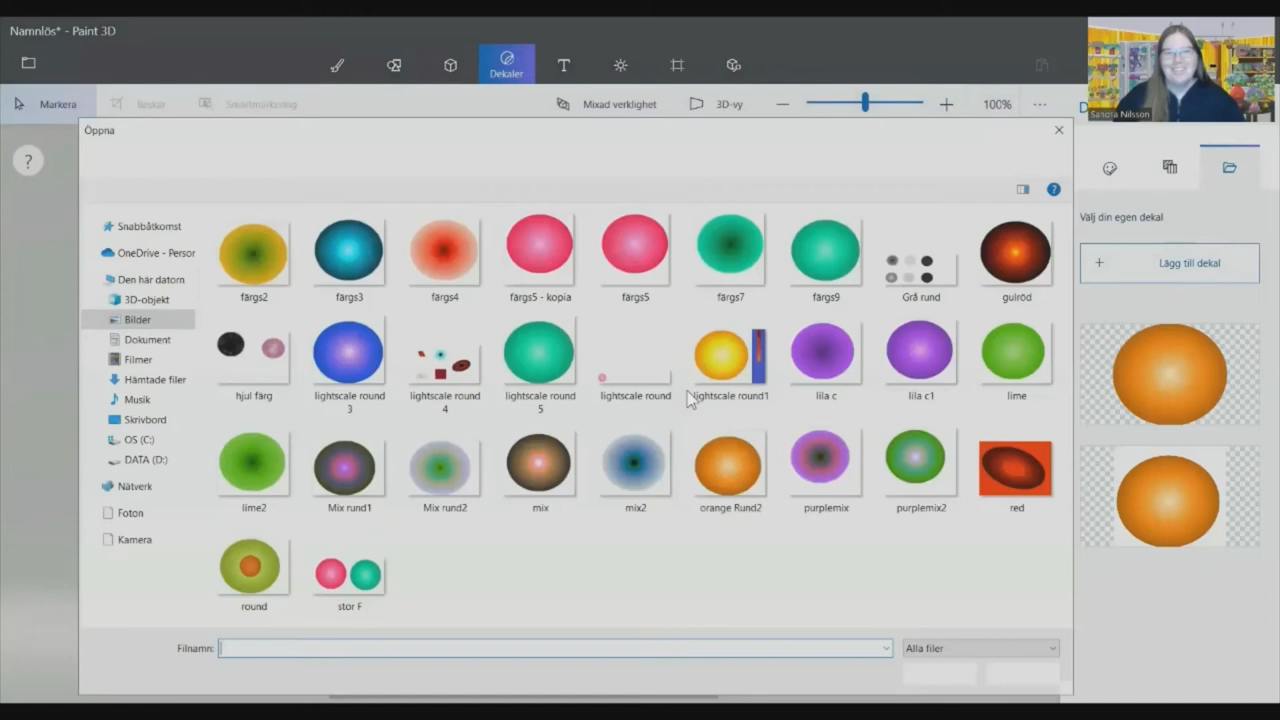 Namnlös* - Paint 3D
Dekaler
Markera
Beskär
Smartmarkering
Mixad verklighet
3D-vy
100%
Sandra Nilsson
Öppna
?
?
Snabbåtkomst
OneDrive - Person
Den här datorn
3D-objekt
Bilder
Dokument
Filmer
Hämtade filer
Musik
Skrivbord
OS (C:)
DATA (D:)
Nätverk
Foton
Kamera
färgs2
färgs3
färgs4
färgs5 - kopia
färgs5
färgs7
färgs9
Grå rund
gulröd
hjul färg
lightscale round
3
lightscale round
4
lightscale round
5
lightscale round
lightscale round1
lila c
lila c1
lime
lime2
Mix rund1
Mix rund2
mix
mix2
orange Rund2
purplemix
purplemix2
red
round
stor F
Filnamn:
Alla filer
Välj din egen dekal
Lägg till dekal